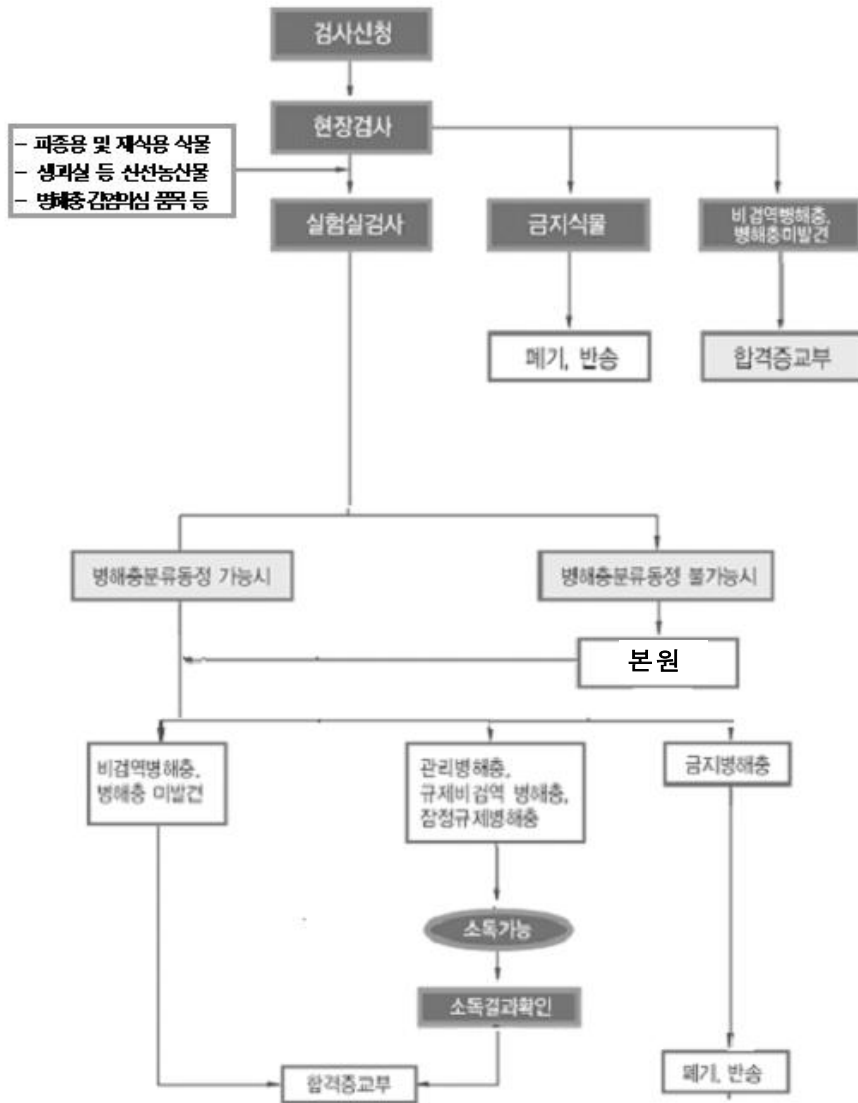 검사신청
현장검사
– 파종용 및 재식용 식물
– 생과실 등 신선농산물
– 병해충감염의심 품목 등
실험실검사
금지식물
비검역병해충,
병해충미발견
폐기, 반송
합격증교부
병해충분류동정 가능시
병해충분류동정 불가능시
본원
비검역병해충,
병해충 미발견
관리병해충,
규제비검역 병해충,
잠정규제병해충
금지병해충
소독가능
소독결과확인
합격증교부
폐기, 반송